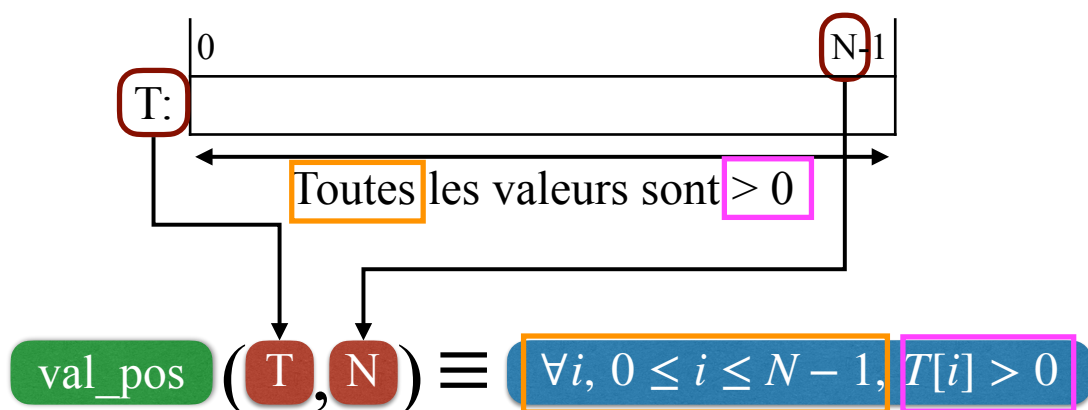 0 N-1
T:
Toutes les valeurs sont > 0
val_pos (T,N) ≡ ∀i, 0 ≤ i ≤ N − 1, T[i] > 0